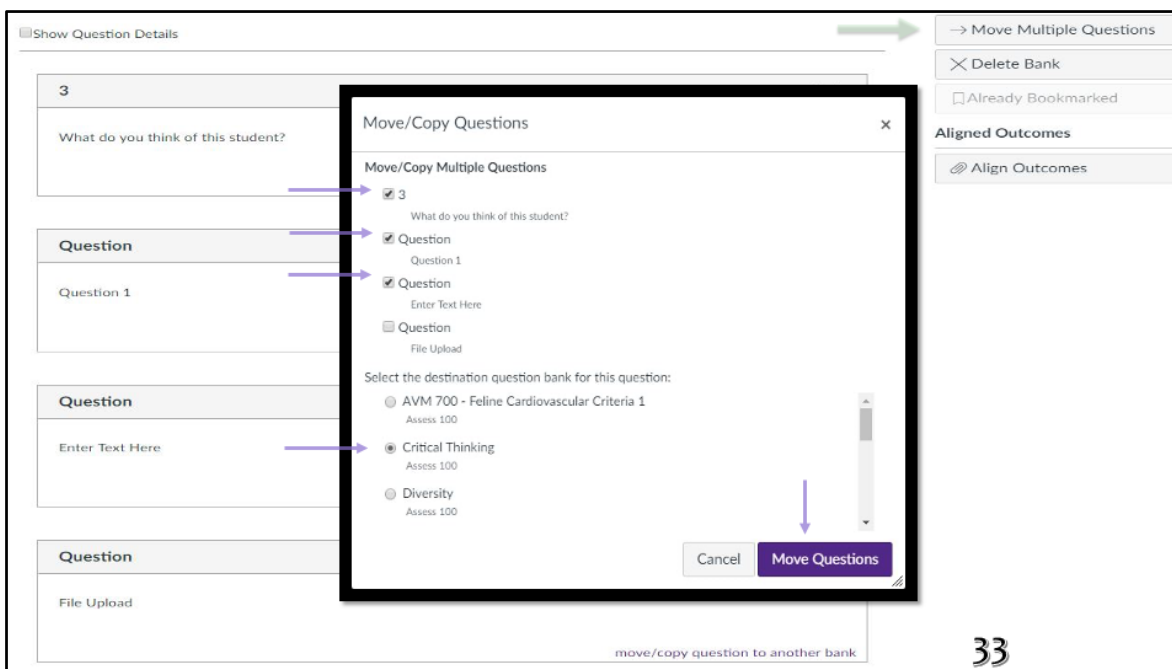 Show Question Details
3
What do you think of this student?
Question
Question 1
Question
Enter Text Here
Question
File Upload
move/copy question to another bank
Move/Copy Questions
×
Move/Copy Multiple Questions
3
What do you think of this student?
Question
Question 1
Question
Enter Text Here
Question
File Upload
Select the destination question bank for this question:
AVM 700 - Feline Cardiovascular Criteria 1
Assess 100
Critical Thinking
Assess 100
Diversity
Assess 100
Cancel
Move Questions
→ Move Multiple Questions
Delete Bank
Already Bookmarked
Aligned Outcomes
Align Outcomes
33